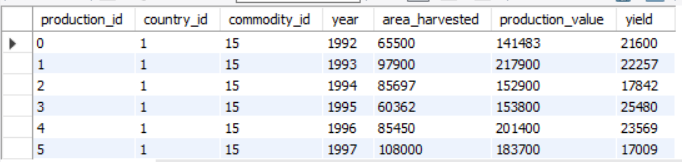 production_id country_id commodity_id year area_harvested production_value yield
0 1 15 1992 65500 141483 21600
1 1 15 1993 97900 217900 22257
2 1 15 1994 85697 152900 17842
3 1 15 1995 60362 153800 25480
4 1 15 1996 85450 201400 23569
5 1 15 1997 108000 183700 17009